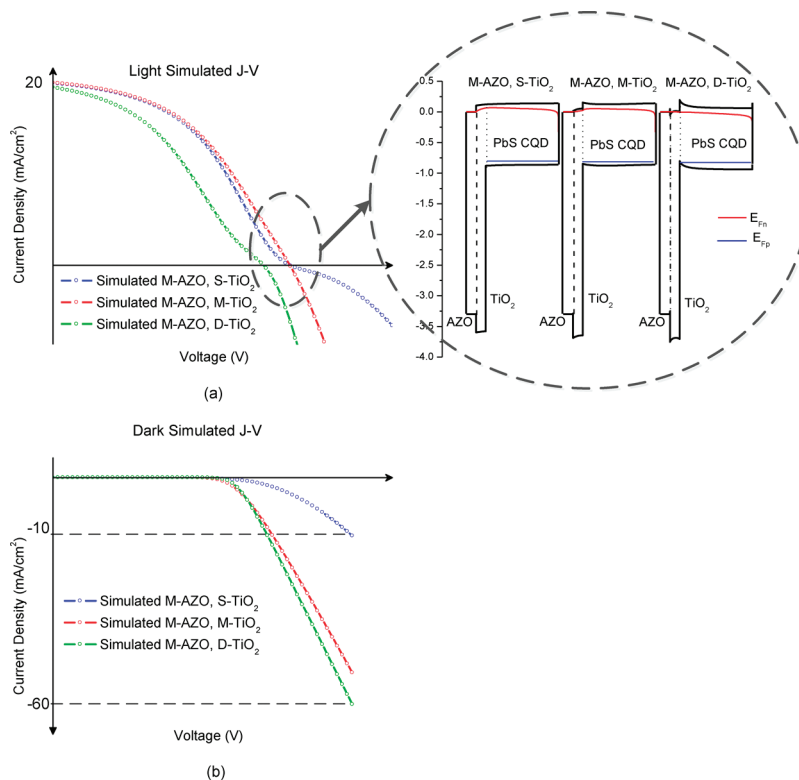 Light Simulated J-V
20
Current Density (mA/cm²)
Simulated M-AZO, S-TiO₂
Simulated M-AZO, M-TiO₂
Simulated M-AZO, D-TiO₂
Voltage (V)
(a)
M-AZO, S-TiO₂ M-AZO, M-TiO₂ M-AZO, D-TiO₂
0.5
0.0
-0.5
-1.0
-1.5
-2.0
-2.5
-3.0
-3.5
-4.0
PbS CQD PbS CQD PbS CQD
E_Fn
E_Fp
TiO₂ TiO₂ TiO₂
AZO AZO AZO
Dark Simulated J-V
-10
-60
Current Density (mA/cm²)
Simulated M-AZO, S-TiO₂
Simulated M-AZO, M-TiO₂
Simulated M-AZO, D-TiO₂
Voltage (V)
(b)